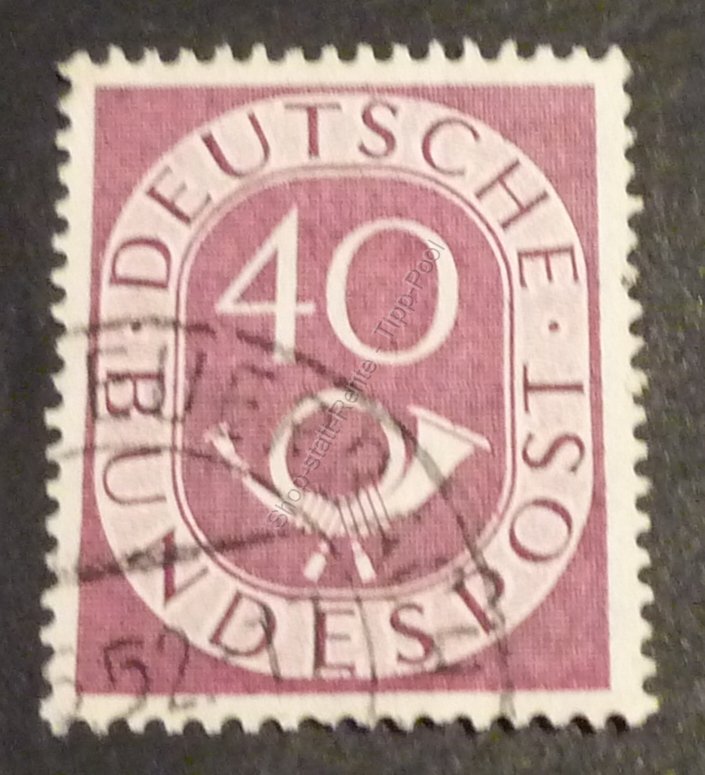 DEUTSCHE · BUNDESPOST ·
40
Shop-statt-Rente - Tipp-Pool
52